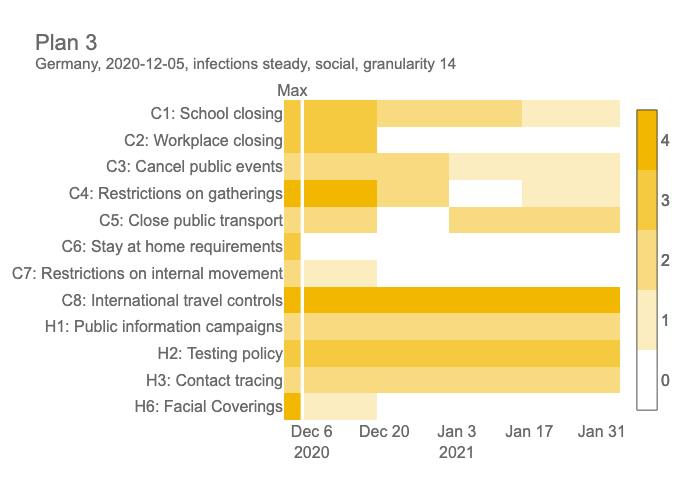 Plan 3
Germany, 2020-12-05, infections steady, social, granularity 14
Max
C1: School closing
C2: Workplace closing
C3: Cancel public events
C4: Restrictions on gatherings
C5: Close public transport
C6: Stay at home requirements
C7: Restrictions on internal movement
C8: International travel controls
H1: Public information campaigns
H2: Testing policy
H3: Contact tracing
H6: Facial Coverings
4
3
2
1
0
Dec 6 Dec 20 Jan 3 Jan 17 Jan 31
2020 2021